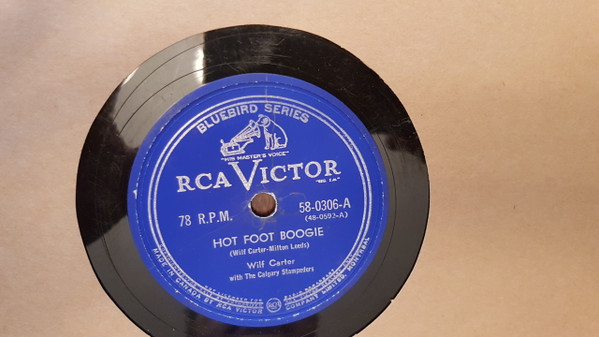 BLUEBIRD SERIES
"HIS MASTER'S VOICE"
RCA VICTOR
"REG. T.M."
78 R.P.M.
58-0306-A
(48-0592-A)
HOT FOOT BOOGIE
(Wilf Carter-Milton Leeds)
Wilf Carter
with The Calgary Stampeders
MADE IN CANADA BY RCA VICTOR
COMPANY LIMITED, MONTREAL